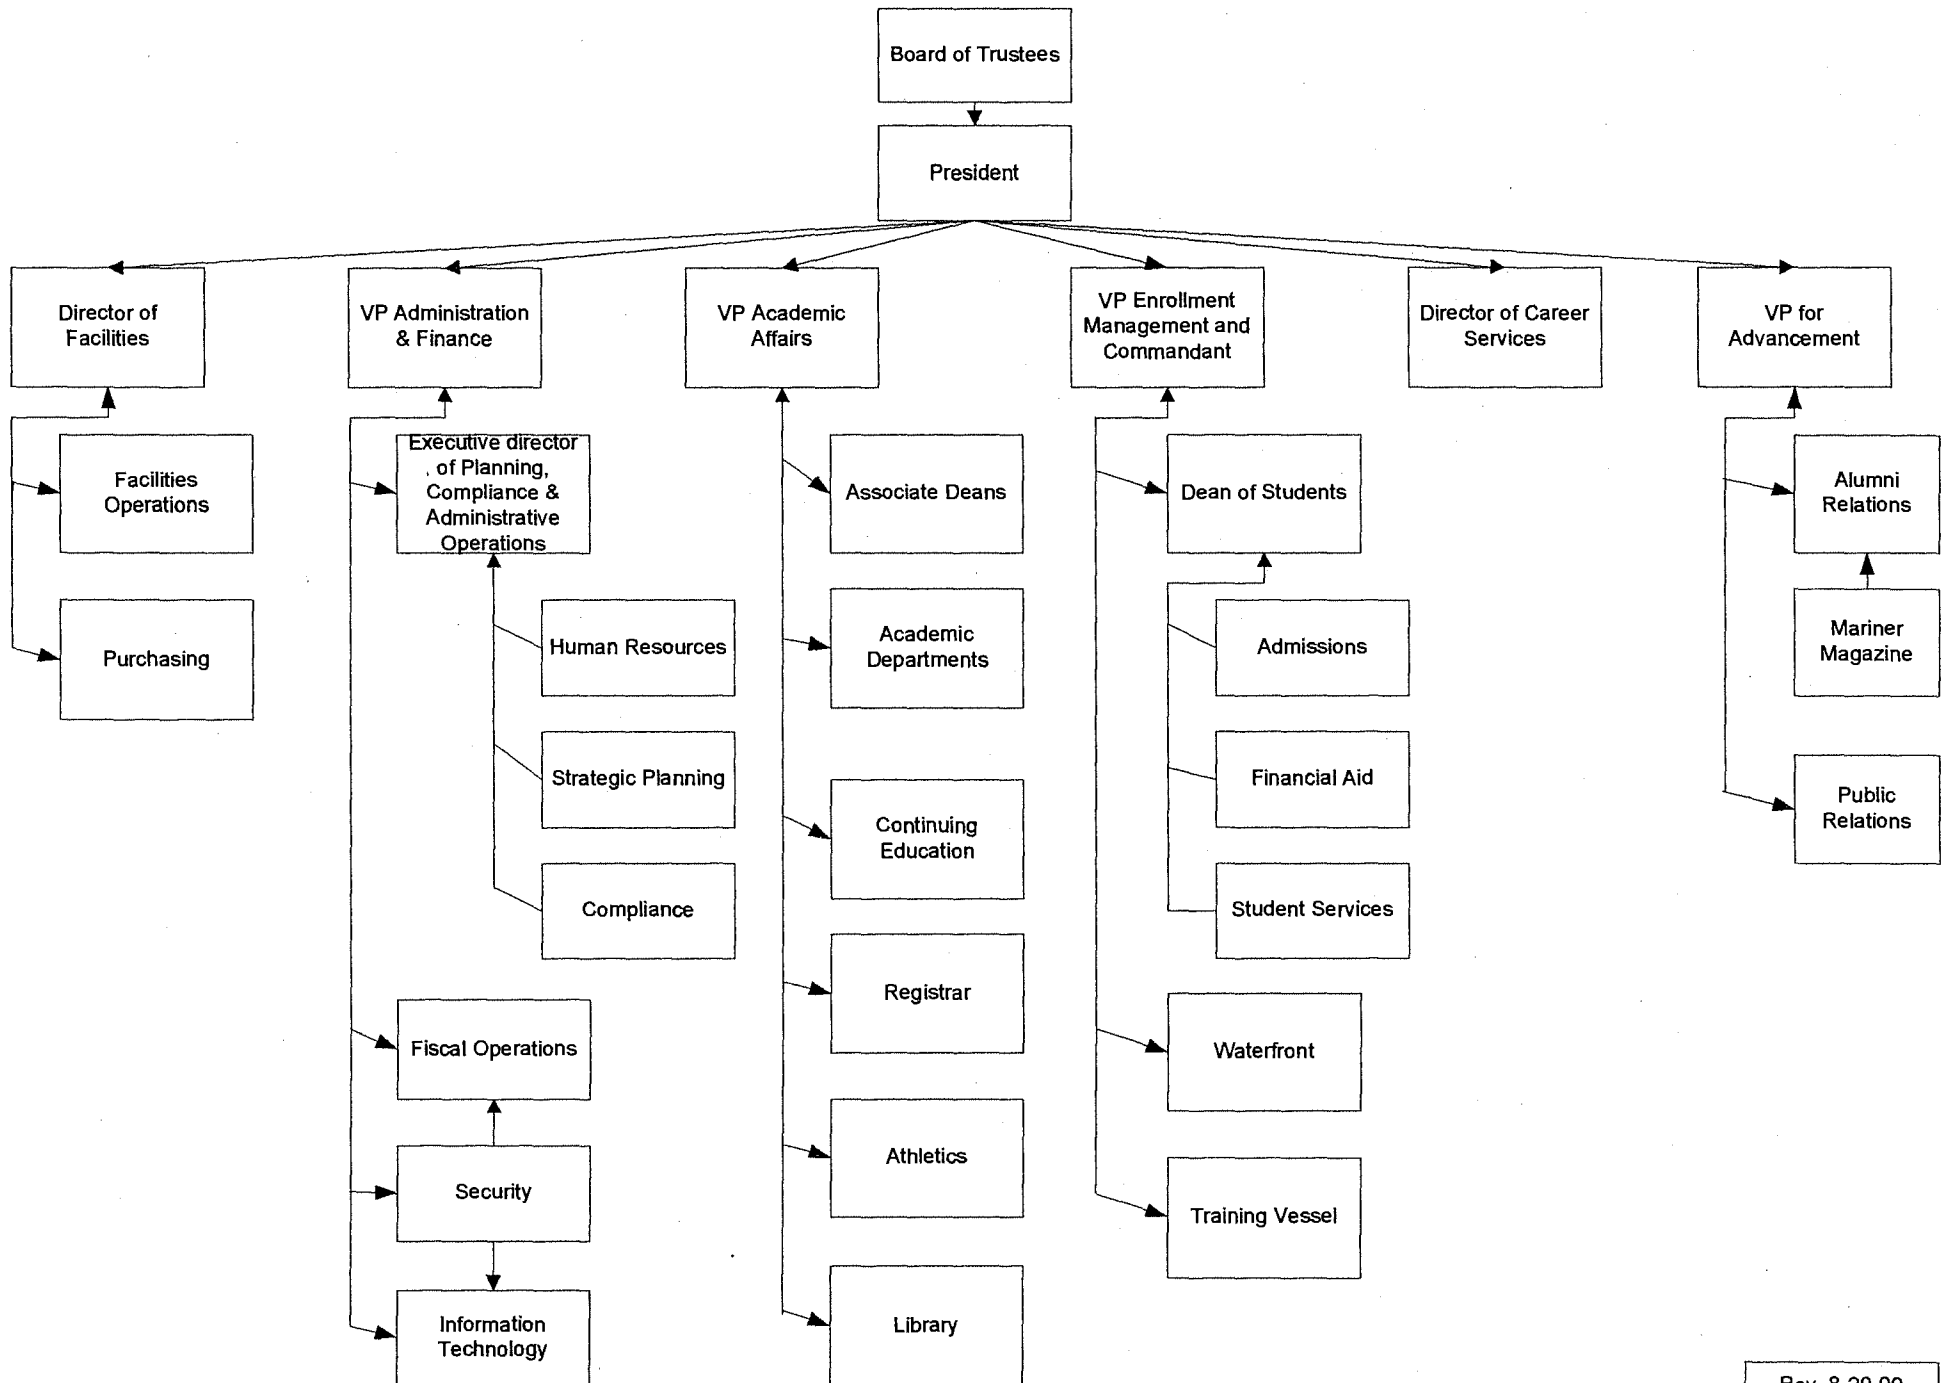 Board of Trustees
President
Director of
Facilities
VP Administration
& Finance
VP Academic
Affairs
VP Enrollment
Management and
Commandant
Director of Career
Services
VP for
Advancement
Facilities
Operations
Purchasing
Executive director
of Planning,
Compliance &
Administrative
Operations
Human Resources
Strategic Planning
Compliance
Fiscal Operations
Security
Information
Technology
Associate Deans
Academic
Departments
Continuing
Education
Registrar
Athletics
Library
Dean of Students
Admissions
Financial Aid
Student Services
Waterfront
Training Vessel
Alumni
Relations
Mariner
Magazine
Public
Relations